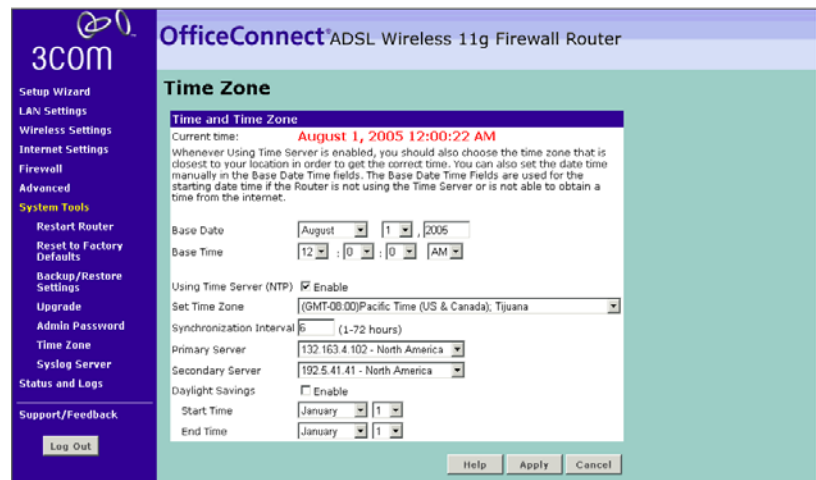 3COM
OfficeConnect® ADSL Wireless 11g Firewall Router
Setup Wizard
LAN Settings
Wireless Settings
Internet Settings
Firewall
Advanced
System Tools
Restart Router
Reset to Factory
Defaults
Backup/Restore
Settings
Upgrade
Admin Password
Time Zone
Syslog Server
Status and Logs
Support/Feedback
Log Out
Time Zone
Time and Time Zone
Current time: August 1, 2005 12:00:22 AM
Whenever Using Time Server is enabled, you should also choose the time zone that is
closest to your location in order to get the correct time. You can also set the date time
manually in the Base Date Time fields. The Base Date Time Fields are used for the
starting date time if the Router is not using the Time Server or is not able to obtain a
time from the internet.
Base Date August 1 , 2005
Base Time 12 : 0 : 0 AM
Using Time Server (NTP) Enable
Set Time Zone (GMT-08:00)Pacific Time (US & Canada); Tijuana
Synchronization Interval 6 (1-72 hours)
Primary Server 132.163.4.102 - North America
Secondary Server 192.5.41.41 - North America
Daylight Savings Enable
Start Time January 1
End Time January 1
Help Apply Cancel